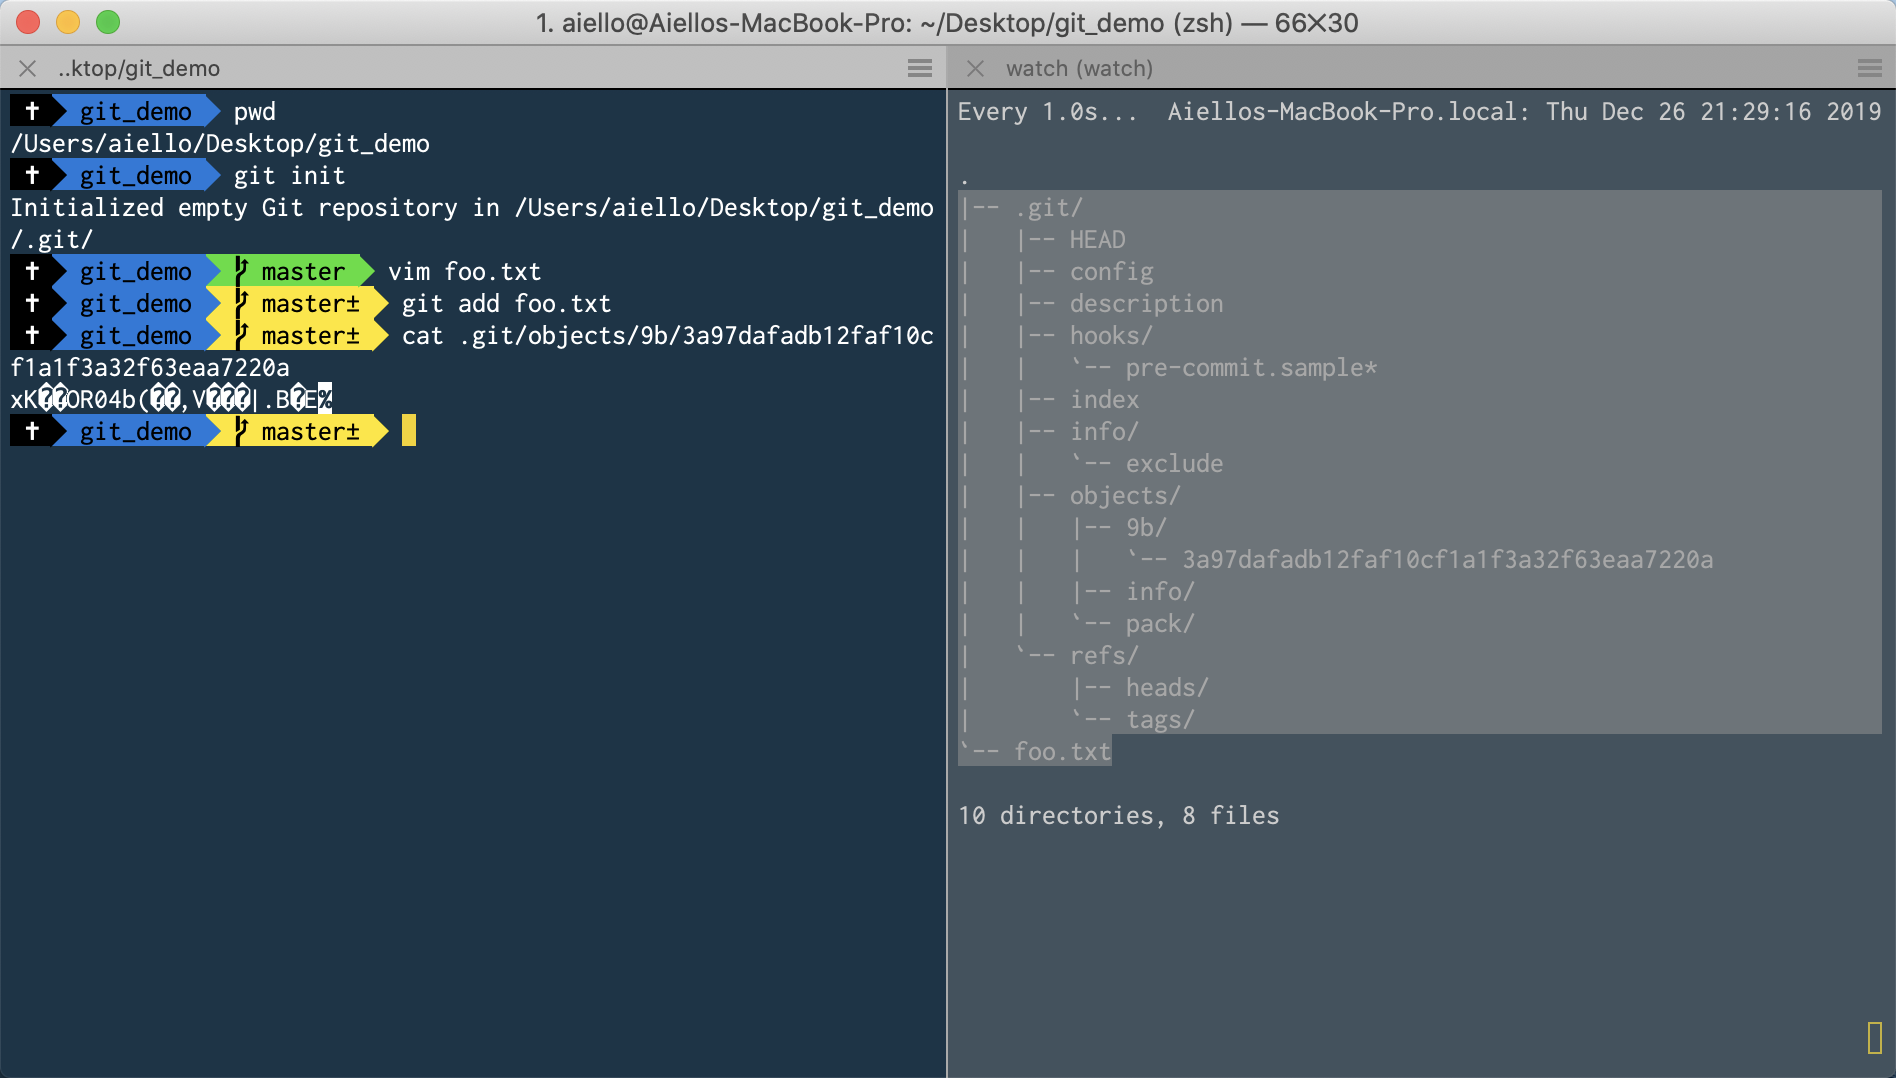 1. aiello@Aiellos-MacBook-Pro: ~/Desktop/git_demo (zsh) — 66✕30
..ktop/git_demo
git_demo pwd
/Users/aiello/Desktop/git_demo
git_demo git init
Initialized empty Git repository in /Users/aiello/Desktop/git_demo
/.git/
git_demo master vim foo.txt
git_demo master± git add foo.txt
git_demo master± cat .git/objects/9b/3a97dafadb12faf10c
f1a1f3a32f63eaa7220a
xK��OR04b(��,V���|.B�E%
git_demo master±
watch (watch)
Every 1.0s... Aiellos-MacBook-Pro.local: Thu Dec 26 21:29:16 2019
.
|-- .git/
|   |-- HEAD
|   |-- config
|   |-- description
|   |-- hooks/
|   |   `-- pre-commit.sample*
|   |-- index
|   |-- info/
|   |   `-- exclude
|   |-- objects/
|   |   |-- 9b/
|   |   |   `-- 3a97dafadb12faf10cf1a1f3a32f63eaa7220a
|   |   |-- info/
|   |   `-- pack/
|   `-- refs/
|       |-- heads/
|       `-- tags/
`-- foo.txt
10 directories, 8 files